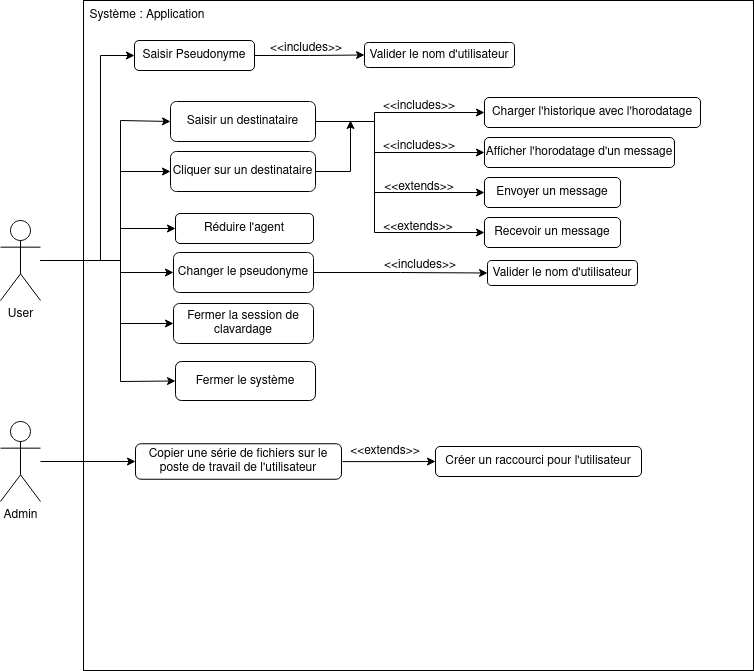 Système : Application
Saisir Pseudonyme
<<includes>>
Valider le nom d'utilisateur
Saisir un destinataire
<<includes>>
Charger l'historique avec l'horodatage
Cliquer sur un destinataire
<<includes>>
Afficher l'horodatage d'un message
<<extends>>
Envoyer un message
<<extends>>
Recevoir un message
Réduire l'agent
Changer le pseudonyme
<<includes>>
Valider le nom d'utilisateur
User
Fermer la session de
clavardage
Fermer le système
Admin
Copier une série de fichiers sur le
poste de travail de l'utilisateur
<<extends>>
Créer un raccourci pour l'utilisateur